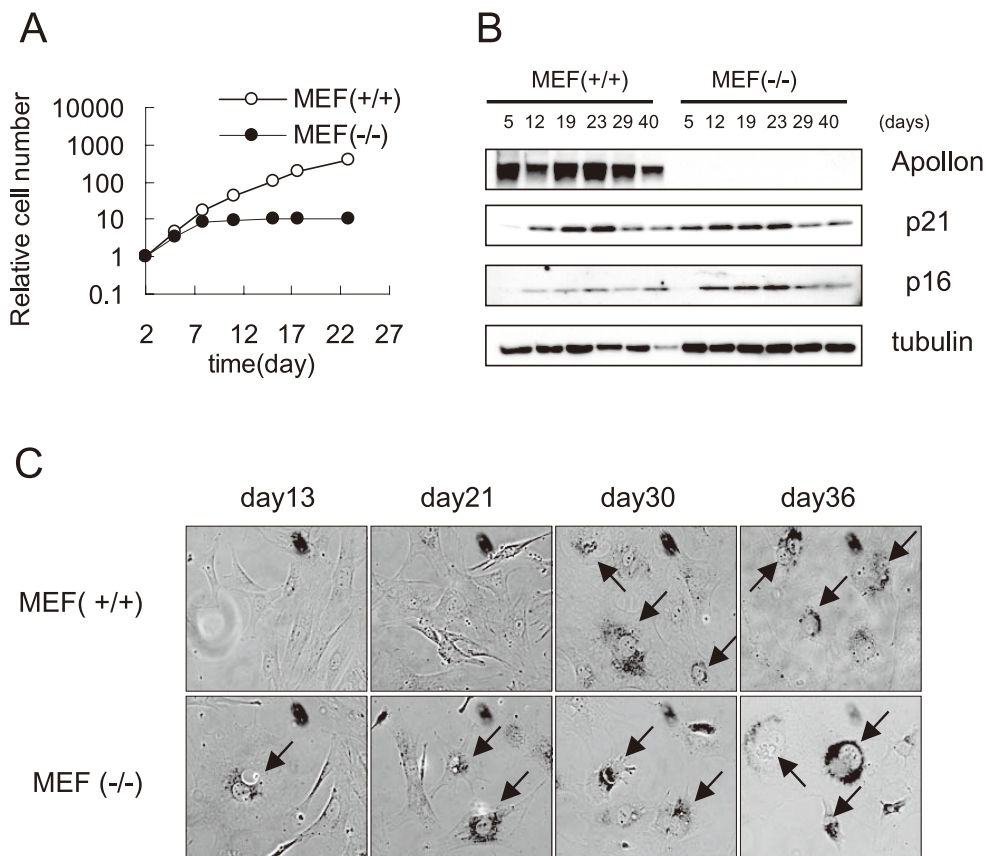 A
Relative cell number
10000
1000
100
10
1
0.1
2 7 12 17 22 27
time(day)
MEF(+/+)
MEF(-/-)
B
MEF(+/+) MEF(-/-)
5 12 19 23 29 40 5 12 19 23 29 40 (days)
Apollon
p21
p16
tubulin
C
day13 day21 day30 day36
MEF( +/+)
MEF (-/-)